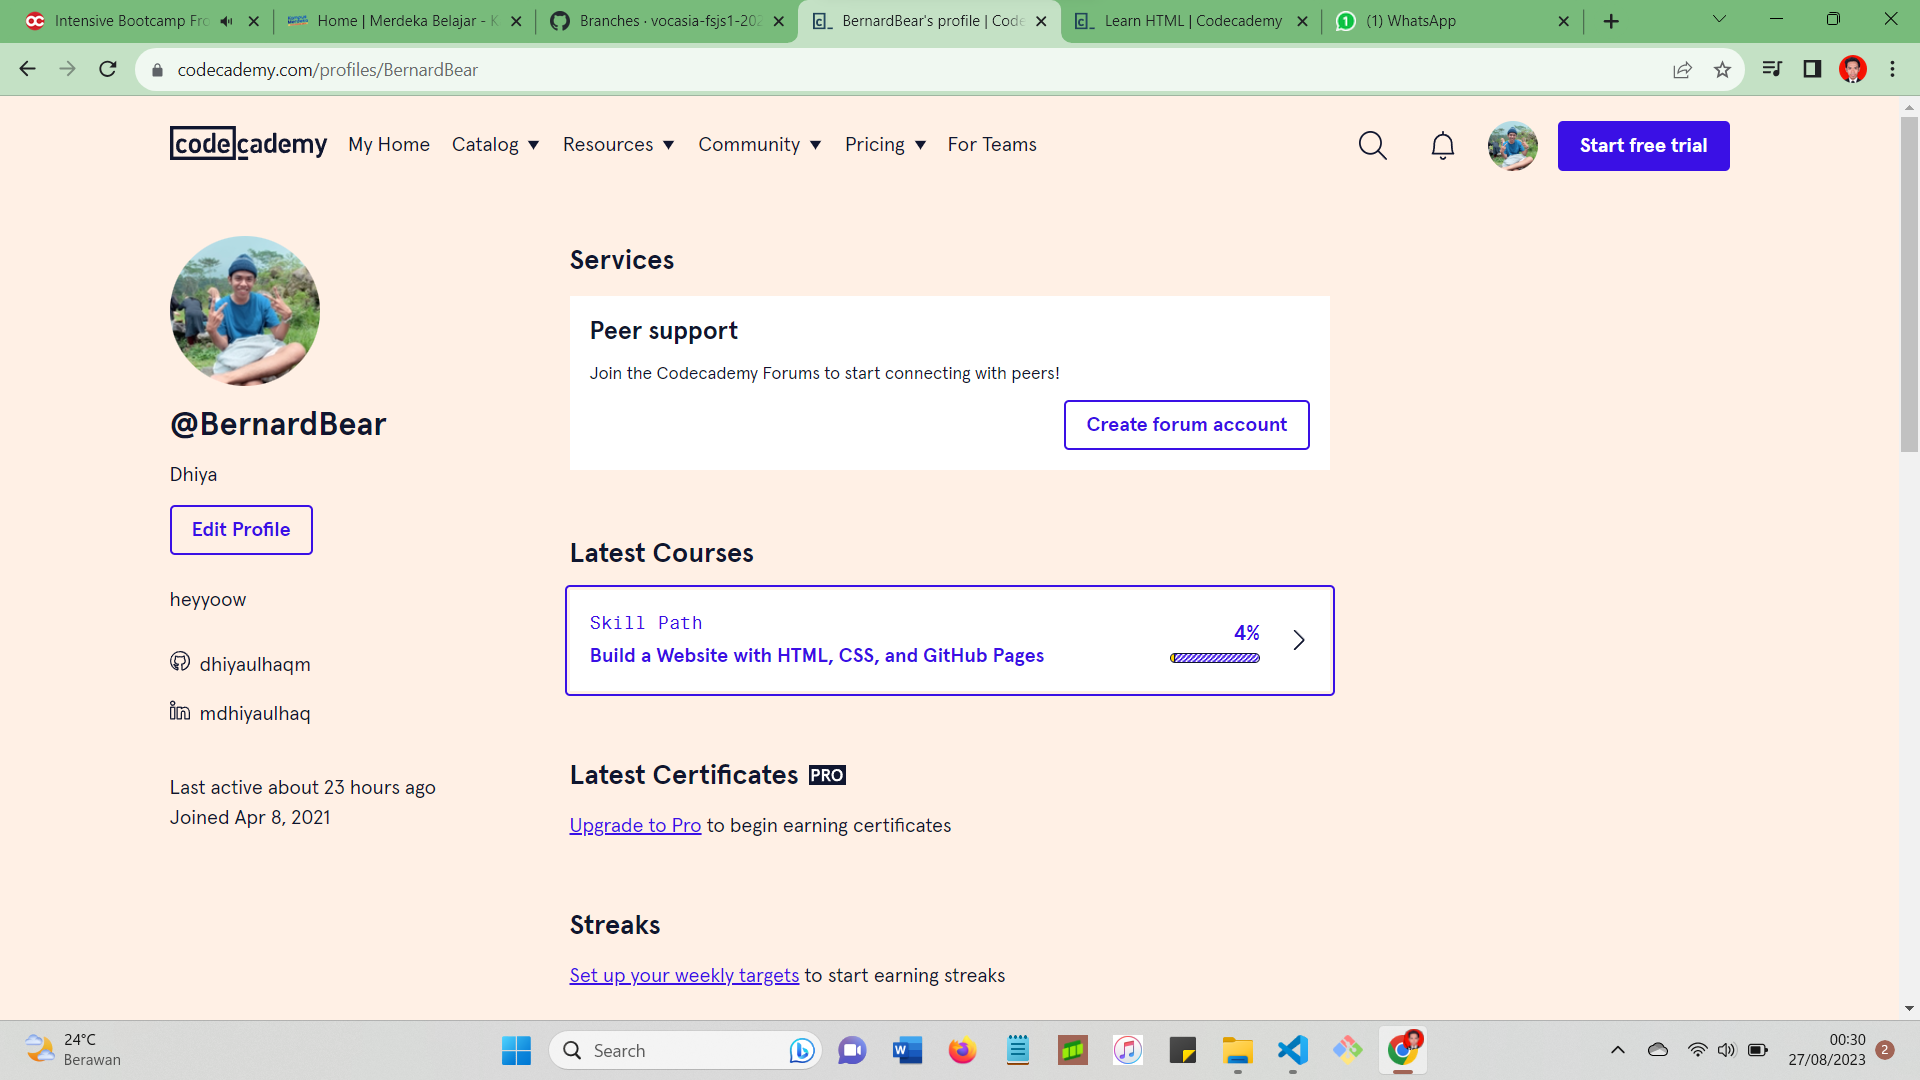 Intensive Bootcamp Fro
Home | Merdeka Belajar - K
Branches · vocasia-fsjs1-202
BernardBear's profile | Code
Learn HTML | Codecademy
(1) WhatsApp
codecademy.com/profiles/BernardBear
codecademy
My Home
Catalog
Resources
Community
Pricing
For Teams
Start free trial
@BernardBear
Dhiya
Edit Profile
heyyoow
dhiyaulhaqm
mdhiyaulhaq
Last active about 23 hours ago
Joined Apr 8, 2021
Services
Peer support
Join the Codecademy Forums to start connecting with peers!
Create forum account
Latest Courses
Skill Path
4%
Build a Website with HTML, CSS, and GitHub Pages
Latest Certificates PRO
Upgrade to Pro to begin earning certificates
Streaks
Set up your weekly targets to start earning streaks
24°C
Berawan
Search
00:30
27/08/2023
2